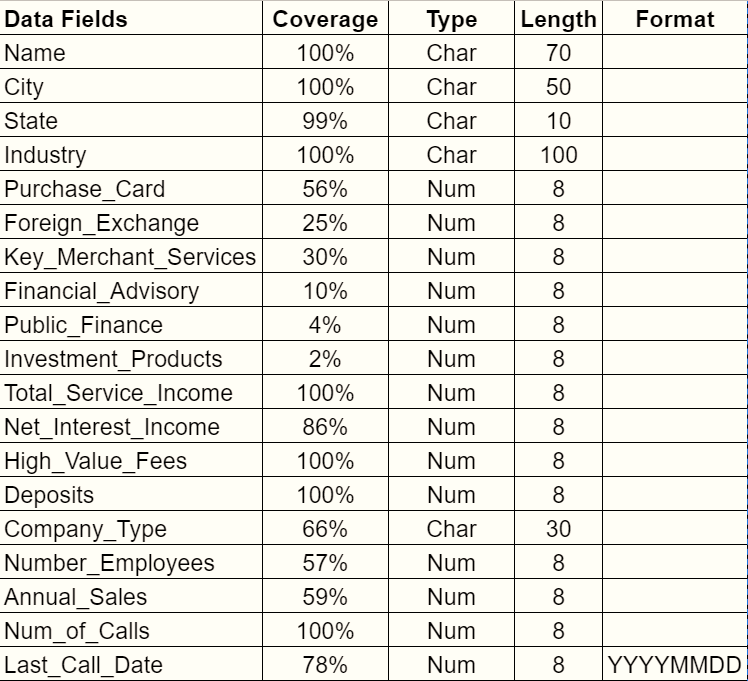 Data Fields Coverage Type Length Format
Name 100% Char 70
City 100% Char 50
State 99% Char 10
Industry 100% Char 100
Purchase_Card 56% Num 8
Foreign_Exchange 25% Num 8
Key_Merchant_Services 30% Num 8
Financial_Advisory 10% Num 8
Public_Finance 4% Num 8
Investment_Products 2% Num 8
Total_Service_Income 100% Num 8
Net_Interest_Income 86% Num 8
High_Value_Fees 100% Num 8
Deposits 100% Num 8
Company_Type 66% Char 30
Number_Employees 57% Num 8
Annual_Sales 59% Num 8
Num_of_Calls 100% Num 8
Last_Call_Date 78% Num 8 YYYYMMDD